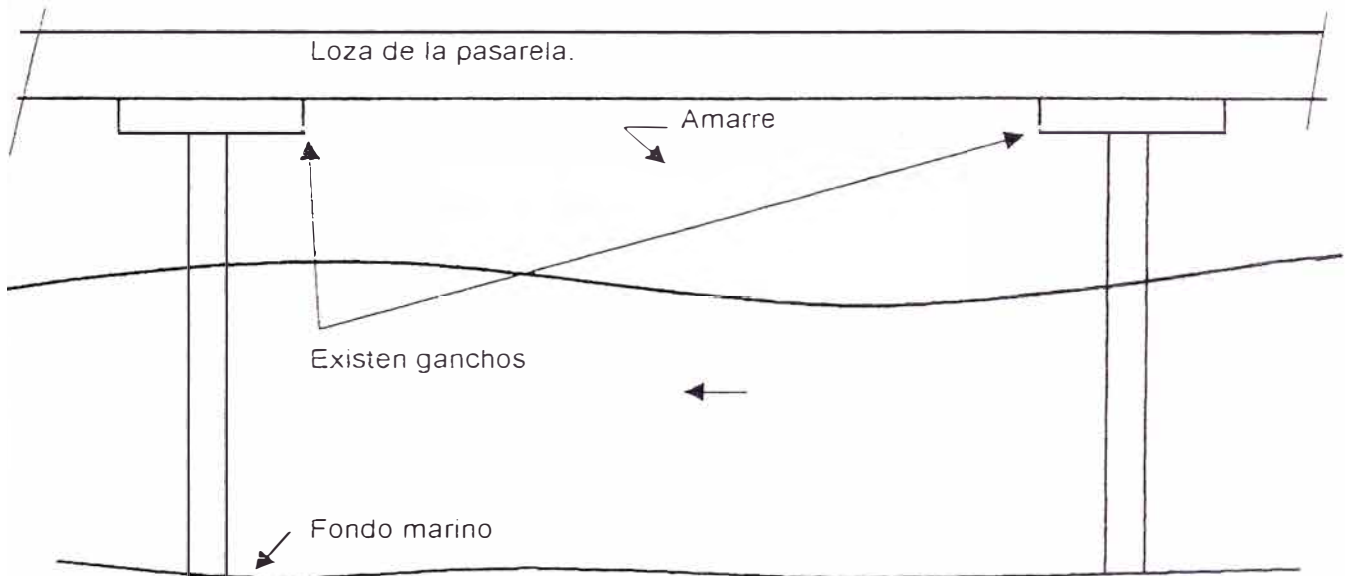 Loza de la pasarela.
Amarre
Existen ganchos
Fondo marino